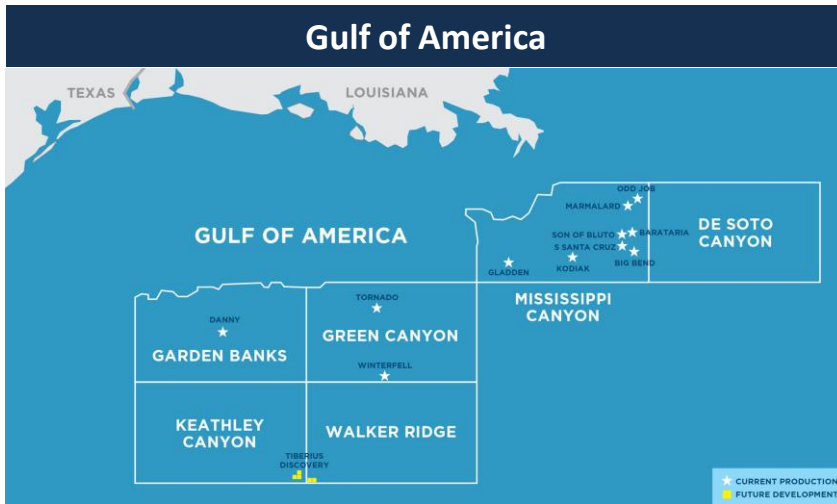 Gulf of America
TEXAS
LOUISIANA
ODD JOB
MARMALARD
DE SOTO
CANYON
SON OF BLUTO
BARATARIA
S SANTA CRUZ
BIG BEND
GLADDEN
KODIAK
GULF OF AMERICA
MISSISSIPPI
CANYON
TORNADO
DANNY
GREEN CANYON
GARDEN BANKS
WINTERFELL
KEATHLEY
CANYON
WALKER RIDGE
TIBERIUS
DISCOVERY
CURRENT PRODUCTION
FUTURE DEVELOPMENT